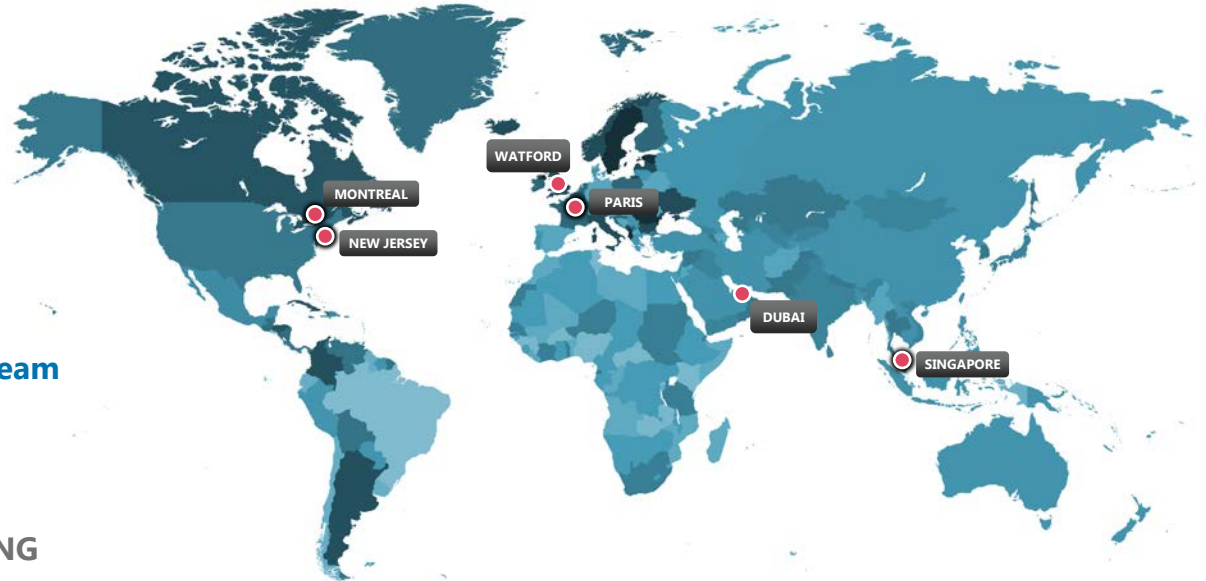 WATFORD
MONTREAL
PARIS
NEW JERSEY
DUBAI
SINGAPORE
eam
NG